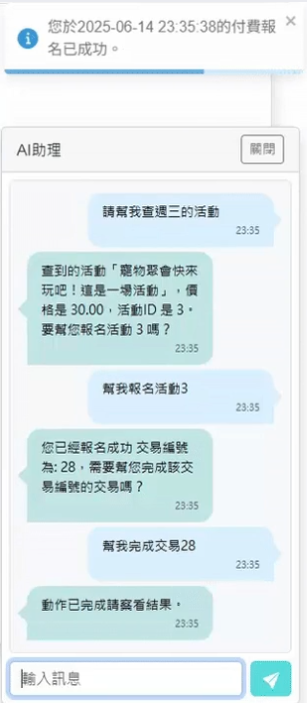 您於2025-06-14 23:35:38的付費報
名已成功。
AI助理
關閉
請幫我查週三的活動
23:35
查到的活動「寵物聚會快來
玩吧！這是一場活動」，價
格是 30.00，活動ID 是 3。
要幫您報名活動 3 嗎？
23:35
幫我報名活動3
23:35
您已經報名成功 交易編號
為: 28，需要幫您完成該交
易編號的交易嗎？
23:35
幫我完成交易28
23:35
動作已完成請察看結果。
23:35
輸入訊息